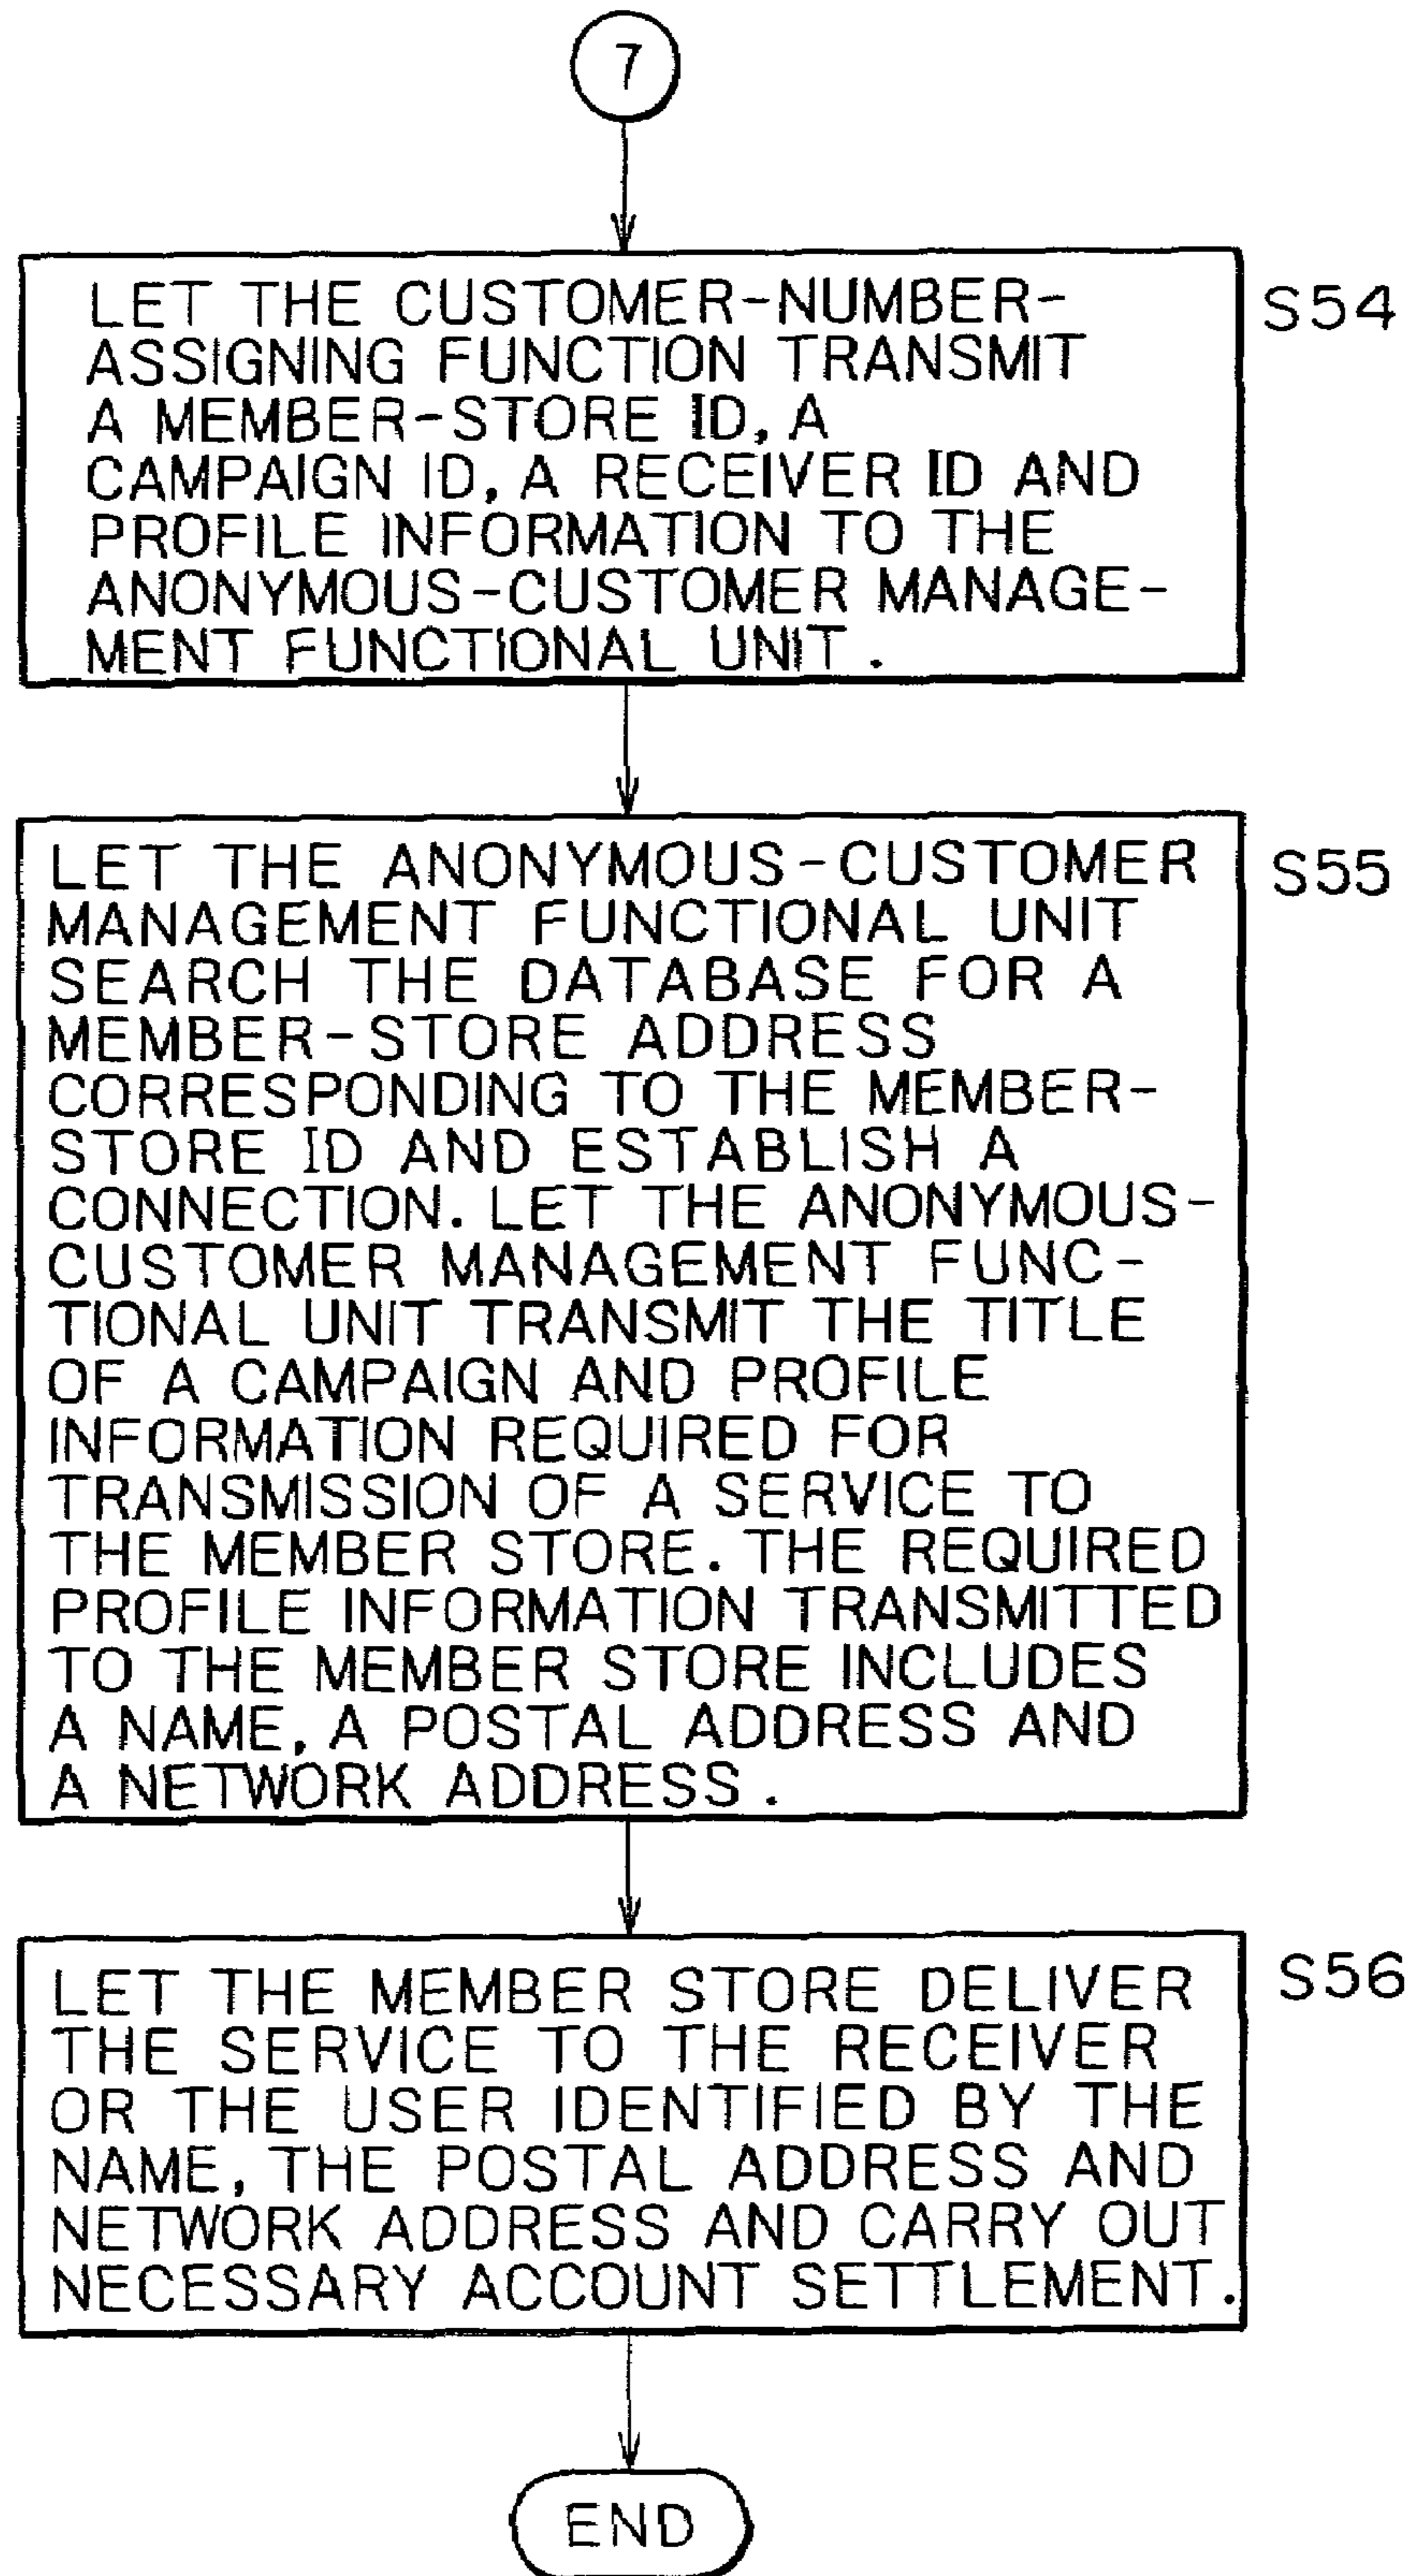 7
LET THE CUSTOMER-NUMBER-
S54
ASSIGNING FUNCTION TRANSMIT
A MEMBER-STORE ID, A
CAMPAIGN ID, A RECEIVER ID AND
PROFILE INFORMATION TO THE
ANONYMOUS-CUSTOMER MANAGE-
MENT FUNCTIONAL UNIT.
LET THE ANONYMOUS-CUSTOMER
S55
MANAGEMENT FUNCTIONAL UNIT
SEARCH THE DATABASE FOR A
MEMBER-STORE ADDRESS
CORRESPONDING TO THE MEMBER-
STORE ID AND ESTABLISH A
CONNECTION. LET THE ANONYMOUS-
CUSTOMER MANAGEMENT FUNC-
TIONAL UNIT TRANSMIT THE TITLE
OF A CAMPAIGN AND PROFILE
INFORMATION REQUIRED FOR
TRANSMISSION OF A SERVICE TO
THE MEMBER STORE. THE REQUIRED
PROFILE INFORMATION TRANSMITTED
TO THE MEMBER STORE INCLUDES
A NAME, A POSTAL ADDRESS AND
A NETWORK ADDRESS.
LET THE MEMBER STORE DELIVER
S56
THE SERVICE TO THE RECEIVER
OR THE USER IDENTIFIED BY THE
NAME, THE POSTAL ADDRESS AND
NETWORK ADDRESS AND CARRY OUT
NECESSARY ACCOUNT SETTLEMENT.
END